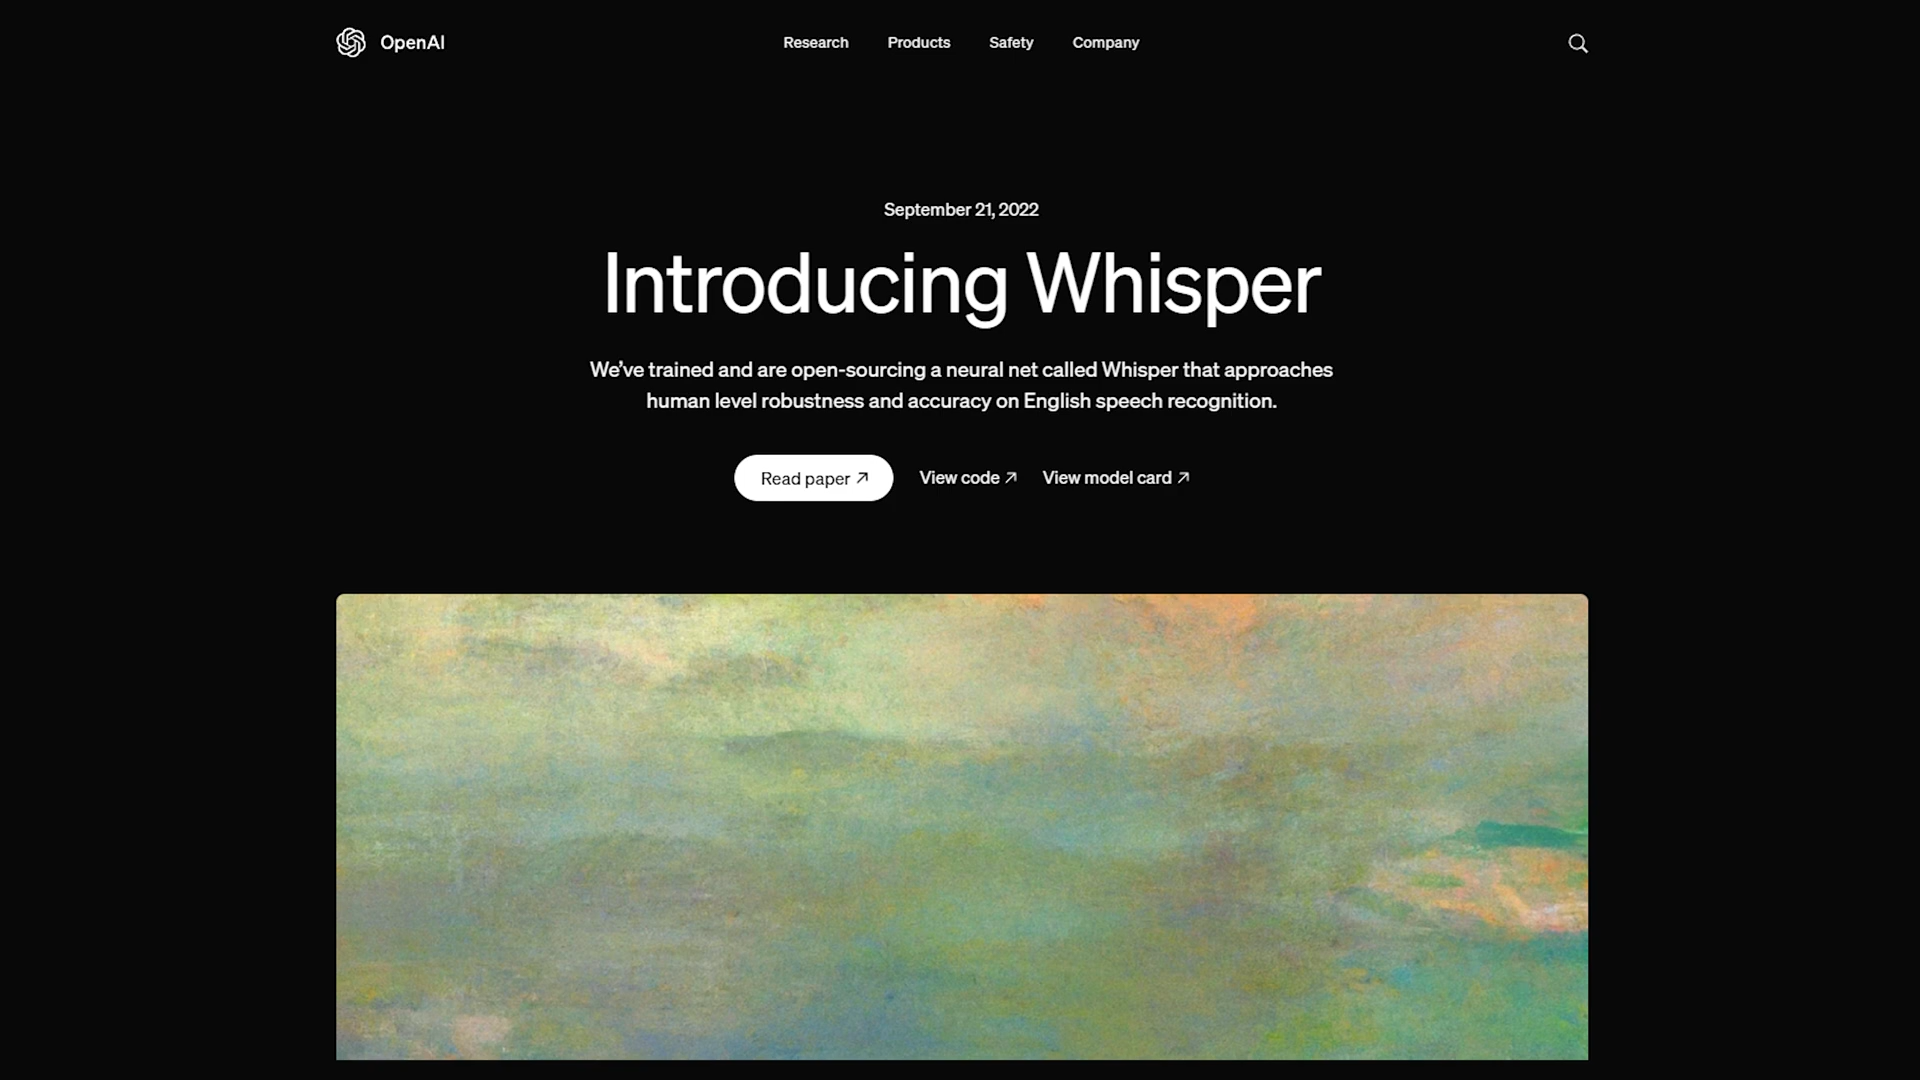 OpenAI
Research Products Safety Company
September 21, 2022
Introducing Whisper
We’ve trained and are open-sourcing a neural net called Whisper that approaches
human level robustness and accuracy on English speech recognition.
Read paper ↗ View code ↗ View model card ↗